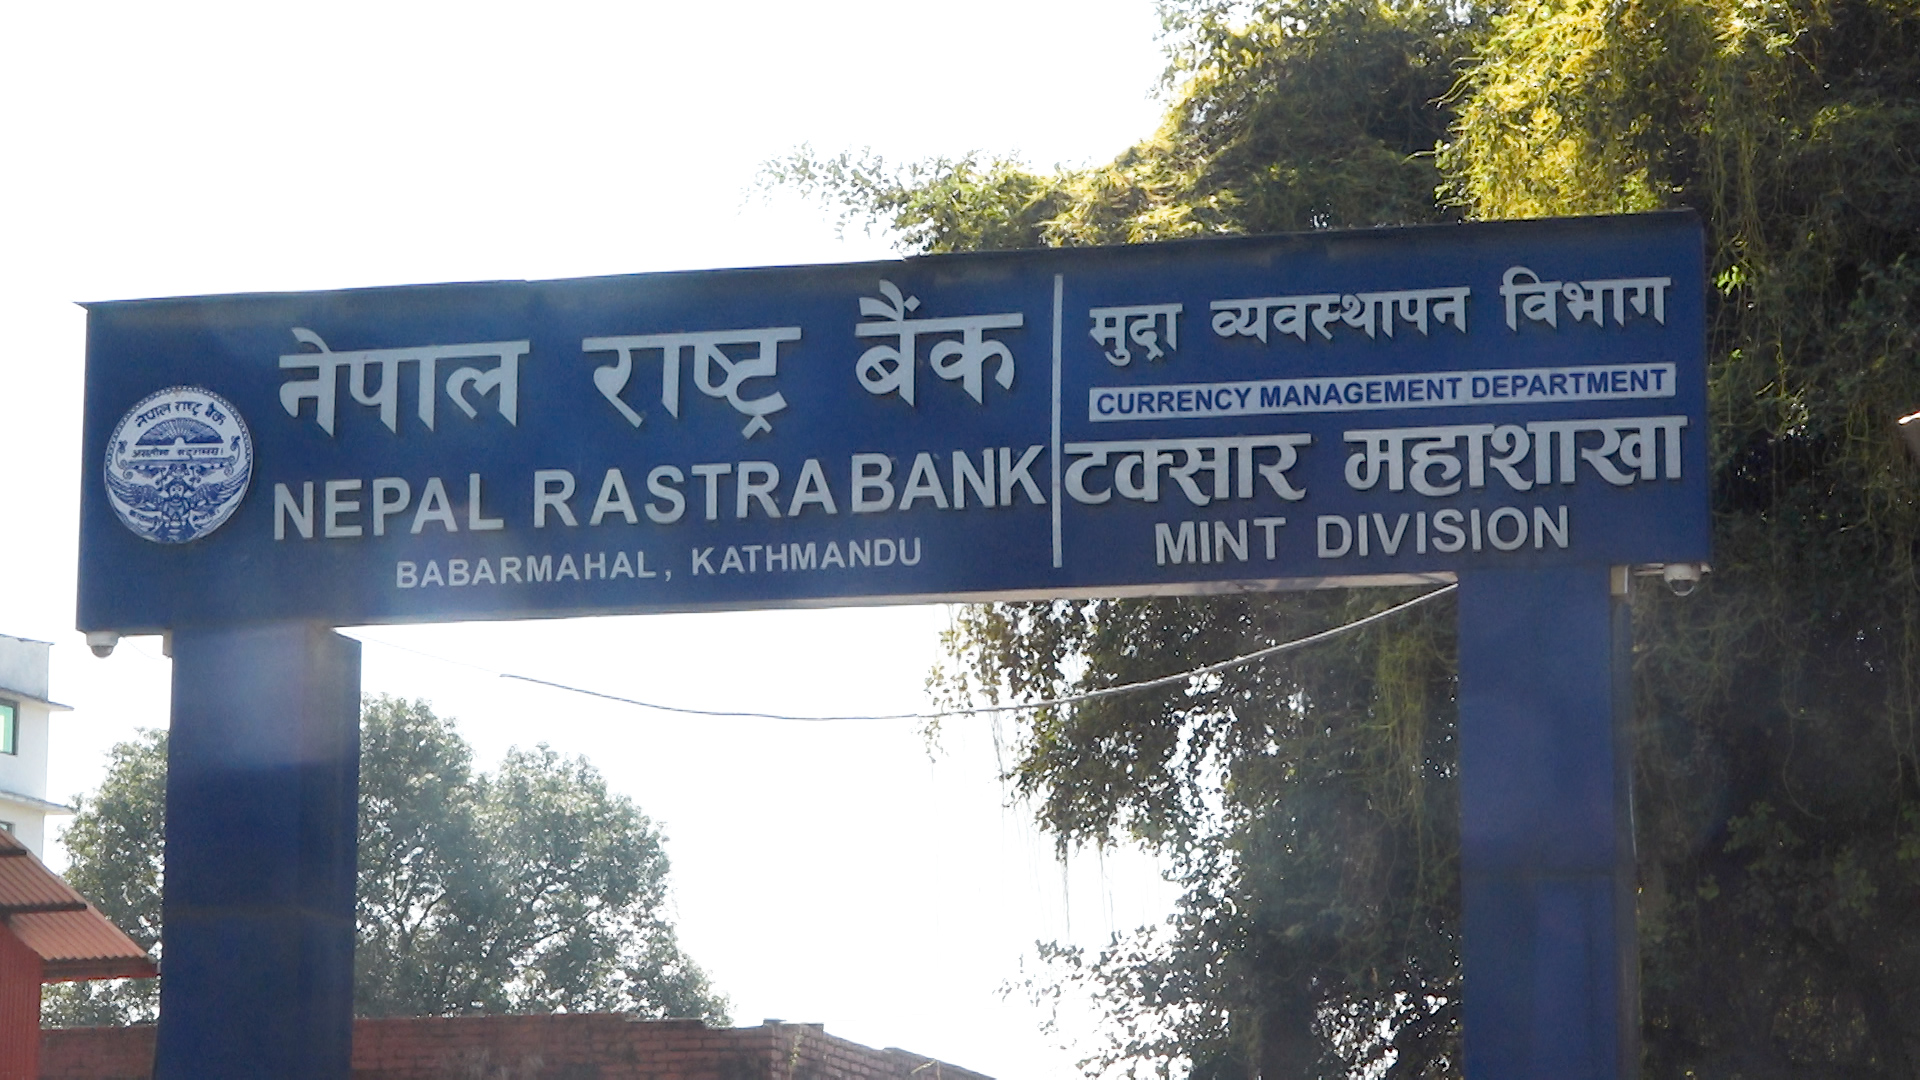 नेपाल राष्ट्र बैंक
NEPAL RASTRA BANK
BABARMAHAL, KATHMANDU
मुद्रा व्यवस्थापन विभाग
CURRENCY MANAGEMENT DEPARTMENT
टक्सार महाशाखा
MINT DIVISION
नेपाल राष्ट्र बैंक